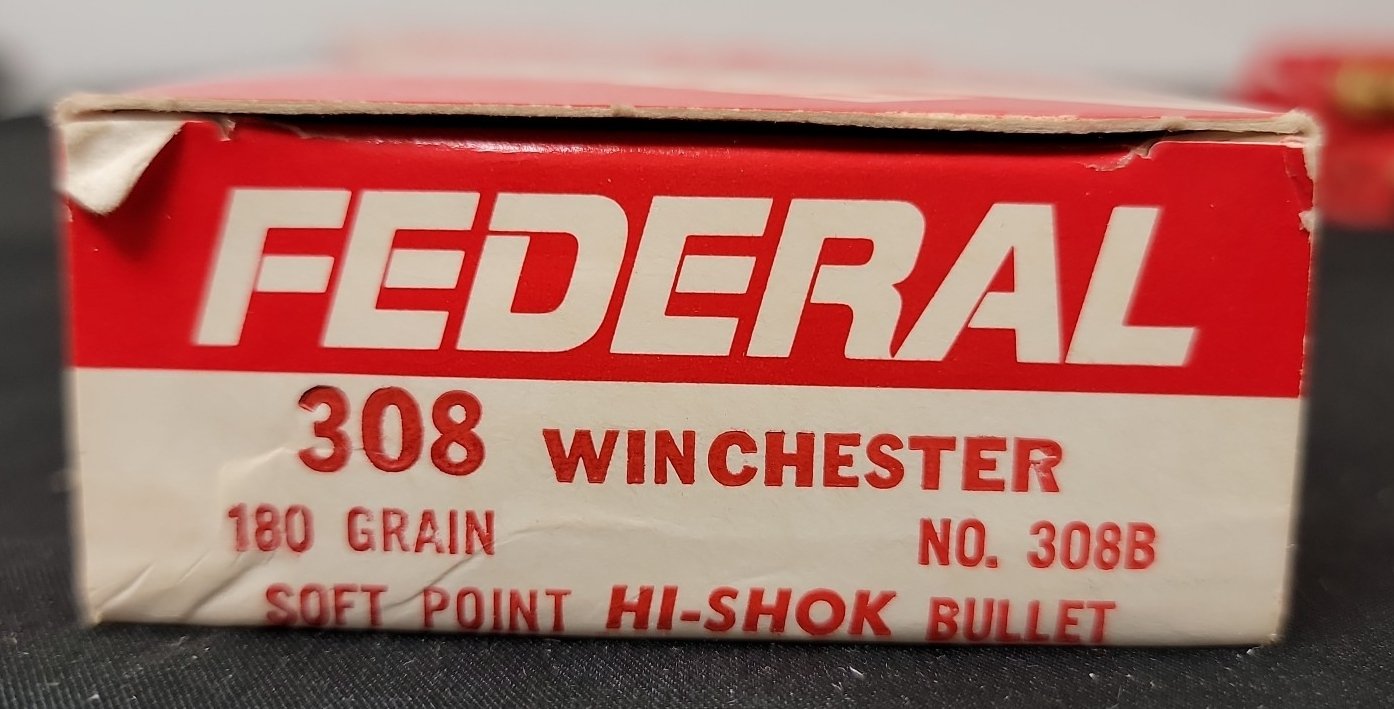 FEDERAL
308 WINCHESTER
180 GRAIN NO. 308B
SOFT POINT HI-SHOK BULLET